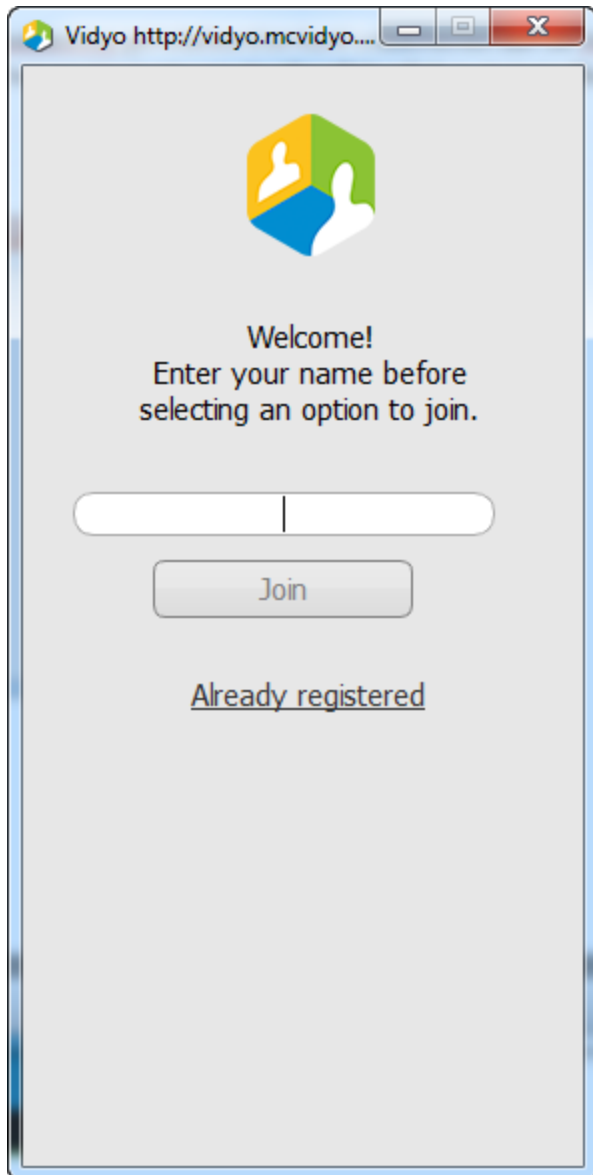 Vidyo http://vidyo.mcvidyo....
Welcome!
Enter your name before
selecting an option to join.
Join
Already registered